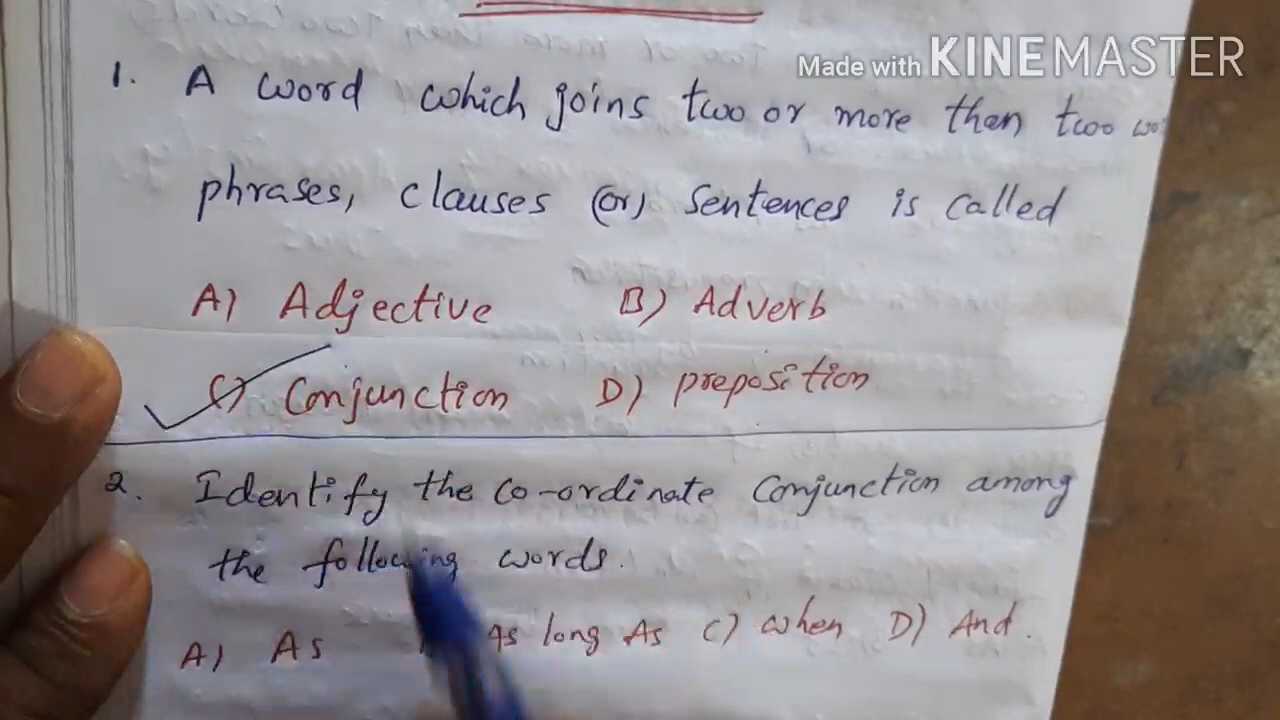 Made with KINEMASTER
1. A word which joins two or more than two
phrases, clauses (or) sentences is called
A) Adjective B) Adverb
C) Conjunction D) preposition
2. Identify the co-ordinate Conjunction among
the following words.
A) As As long As C) when D) And.